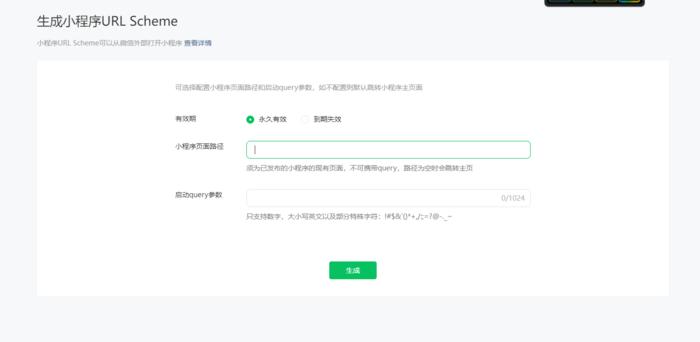 生成小程序URL Scheme
小程序URL Scheme可以从微信外部打开小程序 查看详情
可选择配置小程序页面路径和启动query参数，如不配置则默认跳转小程序主页面
有效期 永久有效 到期失效
小程序页面路径
须为已发布的小程序的现有页面，不可携带query，路径为空时会跳转主页
启动query参数 0/1024
只支持数字、大小写英文以及部分特殊字符：!#$&'()*+,/:;=?@-._~
生成